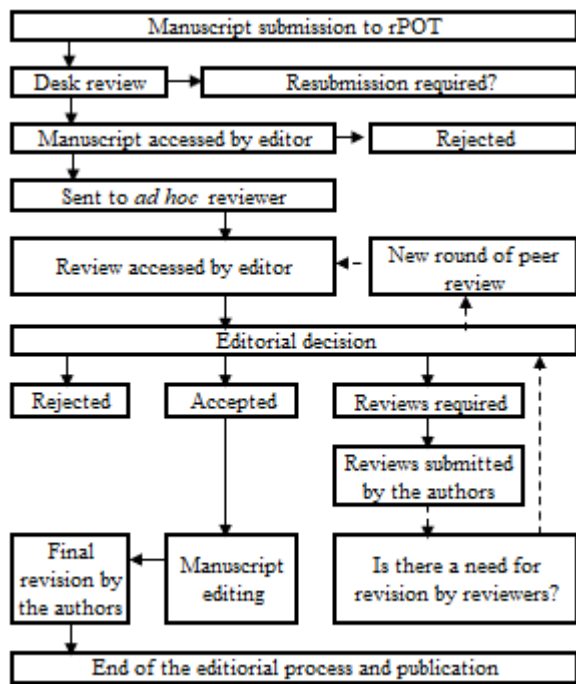 Manuscript submission to rPOT
Desk review
Resubmission required?
Manuscript accessed by editor
Rejected
Sent to ad hoc reviewer
Review accessed by editor
New round of peer
review
Editorial decision
Rejected
Accepted
Reviews required
Reviews submitted
by the authors
Final
revision by
the authors
Manuscript
editing
Is there a need for
revision by reviewers?
End of the editiorial process and publication